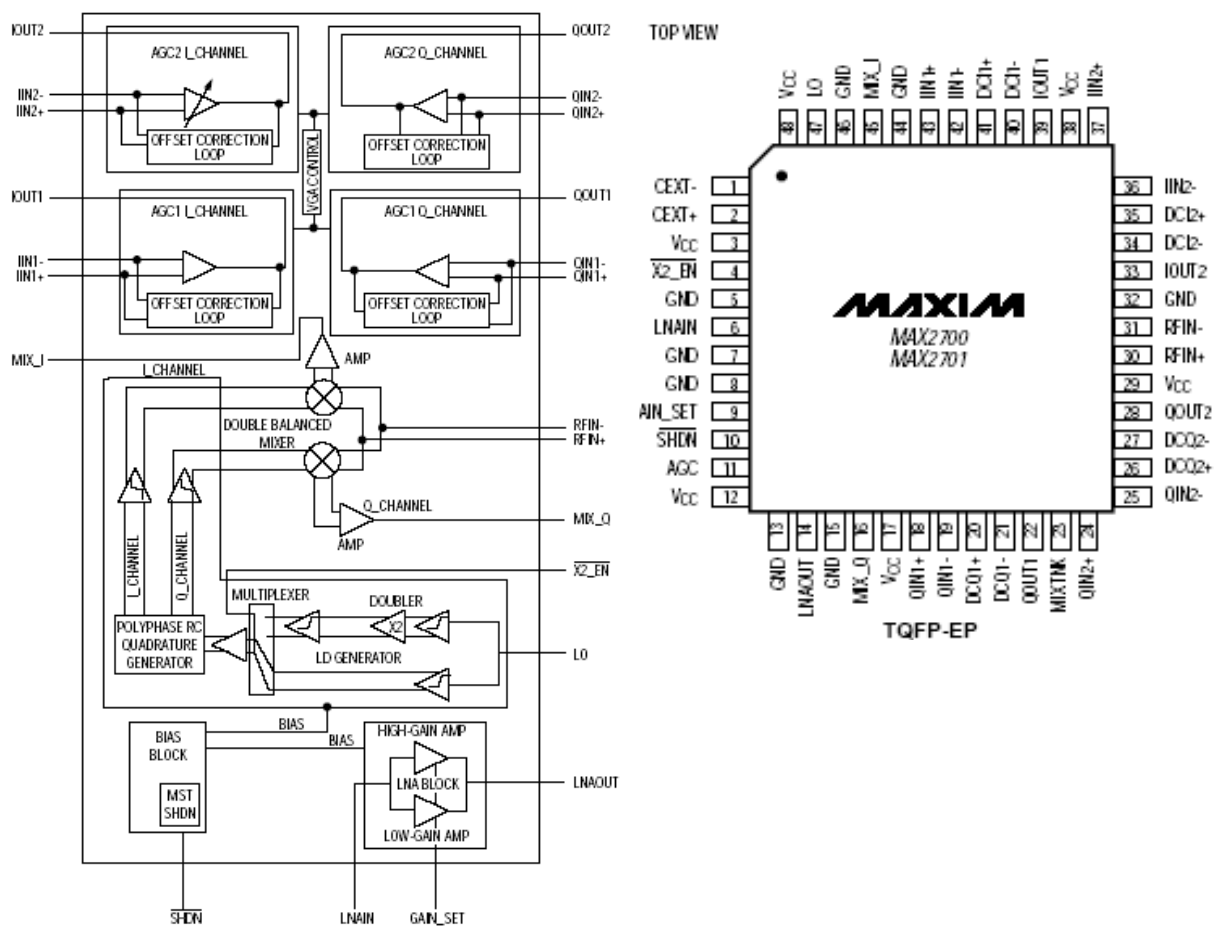 IOUT2
QOUT2
AGC2 I_CHANNEL
AGC2 Q_CHANNEL
IIN2-
IIN2+
QIN2-
QIN2+
OFFSET CORRECTION
LOOP
OFFSET CORRECTION
LOOP
VGA CONTROL
IOUT1
QOUT1
AGC1 I_CHANNEL
AGC1 Q_CHANNEL
IIN1-
IIN1+
QIN1-
QIN1+
OFFSET CORRECTION
LOOP
OFFSET CORRECTION
LOOP
MIX_I
AMP
I_CHANNEL
DOUBLE BALANCED
MIXER
RFIN-
RFIN+
Q_CHANNEL
MIX_Q
AMP
I_CHANNEL
Q_CHANNEL
X2_EN
MULTIPLEXER
DOUBLER
X2
POLYPHASE RC
QUADRATURE
GENERATOR
LD GENERATOR
LO
BIAS
BIAS
BIAS
BLOCK
MST
SHDN
HIGH-GAIN AMP
LNA BLOCK
LOW-GAIN AMP
LNAOUT
SHDN
LNAIN
GAIN_SET
TOP VIEW
VCC
LO
GND
MIX_I
GND
IIN1+
IIN1-
DCI1+
DCI1-
IOUT1
VCC
IIN2+
48
47
46
45
44
43
42
41
40
39
38
37
CEXT- 1
CEXT+ 2
VCC 3
X2_EN 4
GND 5
LNAIN 6
GND 7
GND 8
AIN_SET 9
SHDN 10
AGC 11
VCC 12
MAXIM
MAX2700
MAX2701
36 IIN2-
35 DCI2+
34 DCI2-
33 IOUT2
32 GND
31 RFIN-
30 RFIN+
29 VCC
28 QOUT2
27 DCQ2-
26 DCQ2+
25 QIN2-
13
14
15
16
17
18
19
20
21
22
23
24
GND
LNAOUT
GND
MIX_Q
VCC
QIN1+
QIN1-
DCQ1+
DCQ1-
QOUT1
MIXTNK
QIN2+
TQFP-EP